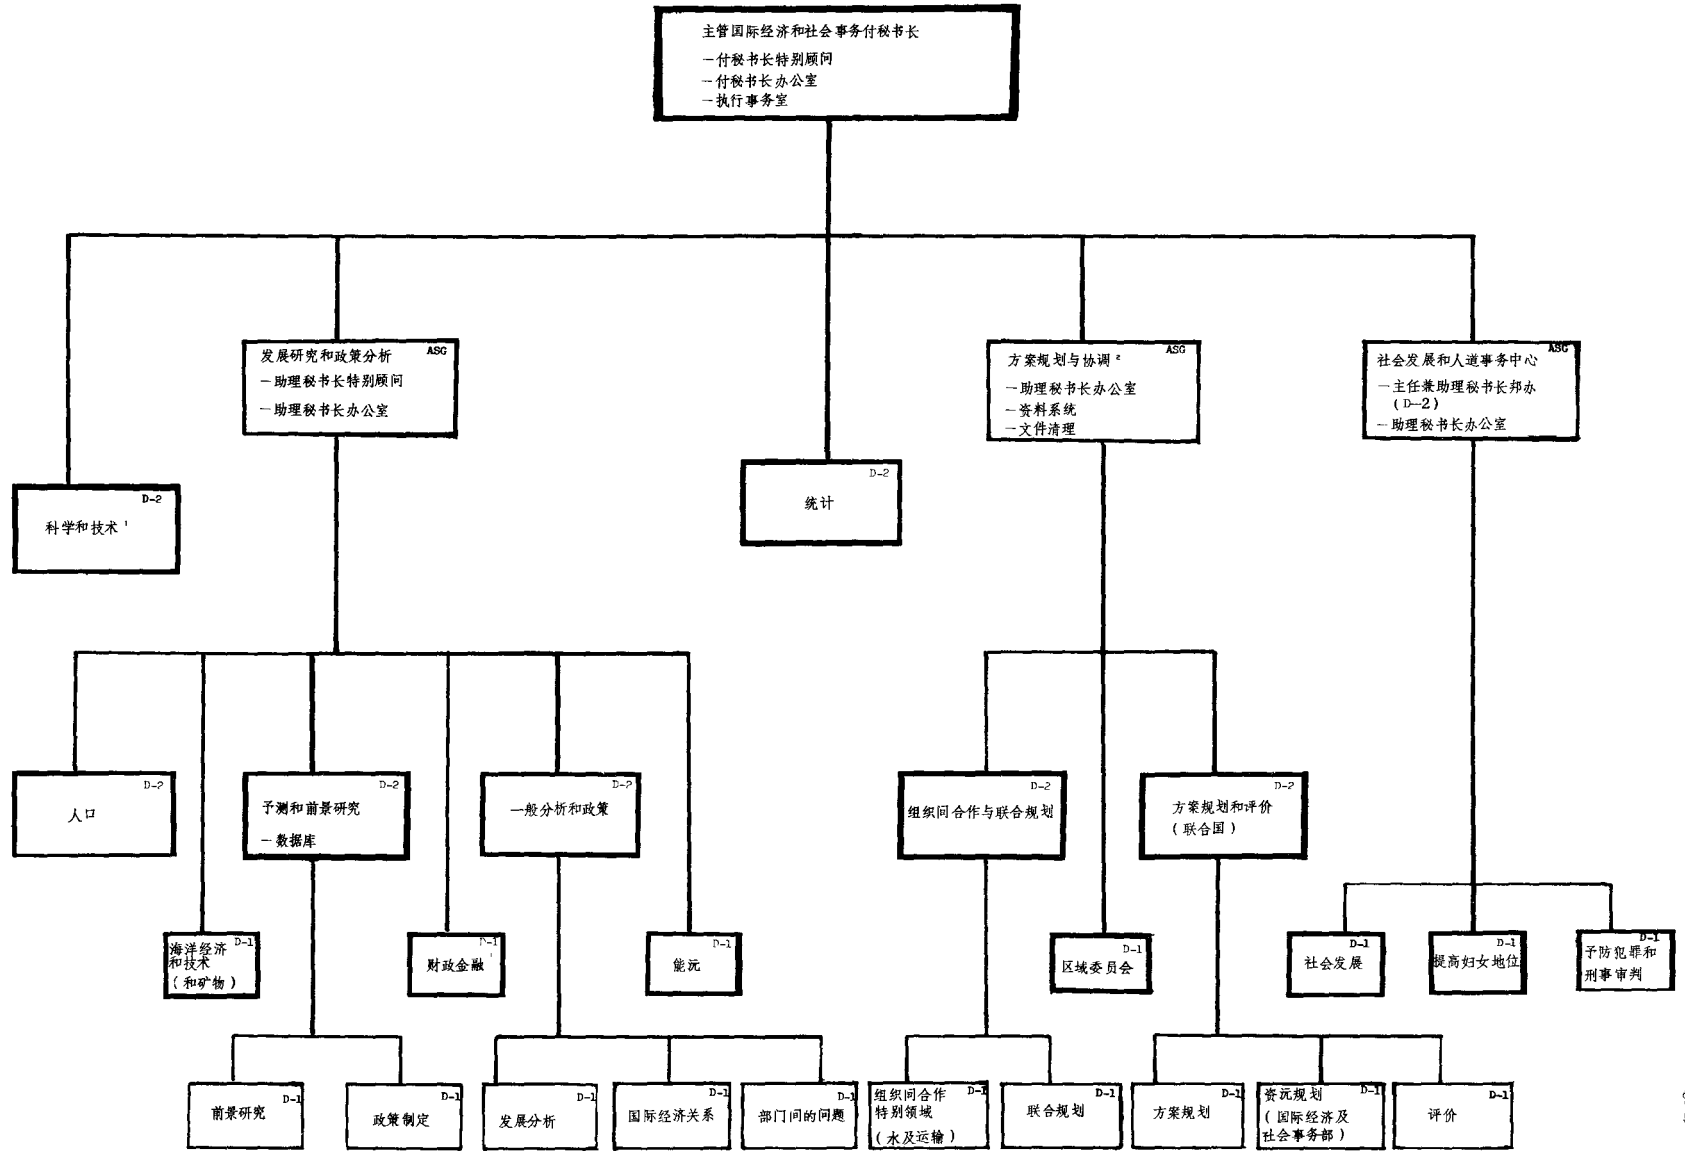 主管国际经济和社会事务付秘书长
—付秘书长特别顾问
—付秘书长办公室
—执行事务室
ASG
发展研究和政策分析
—助理秘书长特别顾问
—助理秘书长办公室
ASG
方案规划与协调²
—助理秘书长办公室
—资料系统
—文件清理
ASG
社会发展和人道事务中心
—主任兼助理秘书长邦办
(D-2)
—助理秘书长办公室
D-2
科学和技术¹
D-2
统计
D-2
人口
D-2
予测和前景研究
—数据库
D-2
一般分析和政策
D-2
组织间合作与联合规划
D-2
方案规划和评价
(联合国)
D-1
海洋经济
和技术
(和矿物)
D-1
财政金融¹
D-1
能沅
D-1
区域委员会
D-1
社会发展
D-1
提高妇女地位
D-1
予防犯罪和
刑事审判
D-1
前景研究
D-1
政策制定
D-1
发展分析
D-1
国际经济关系
D-1
部门间的问题
D-1
组织间合作
特别领域
(水及运输)
D-1
联合规划
D-1
方案规划
D-1
资沅规划
(国际经济及
社会事务部)
D-1
评价